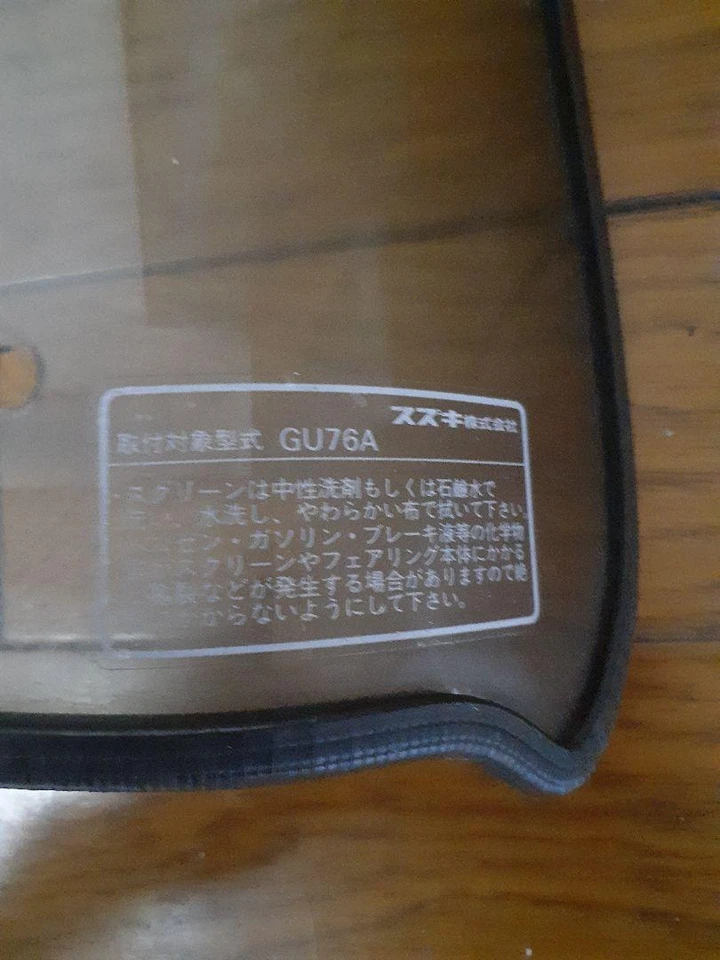 スズキ株式会社
取付対象型式 GU76A
・スクリーンは中性洗剤もしくは石鹸水で
水洗し、やわらかい布で拭いて下さい。
ガソリン・ブレーキ液等の化学物
スクリーンやフェアリング本体にかかる
などが発生する場合がありますので絶
からないようにして下さい。